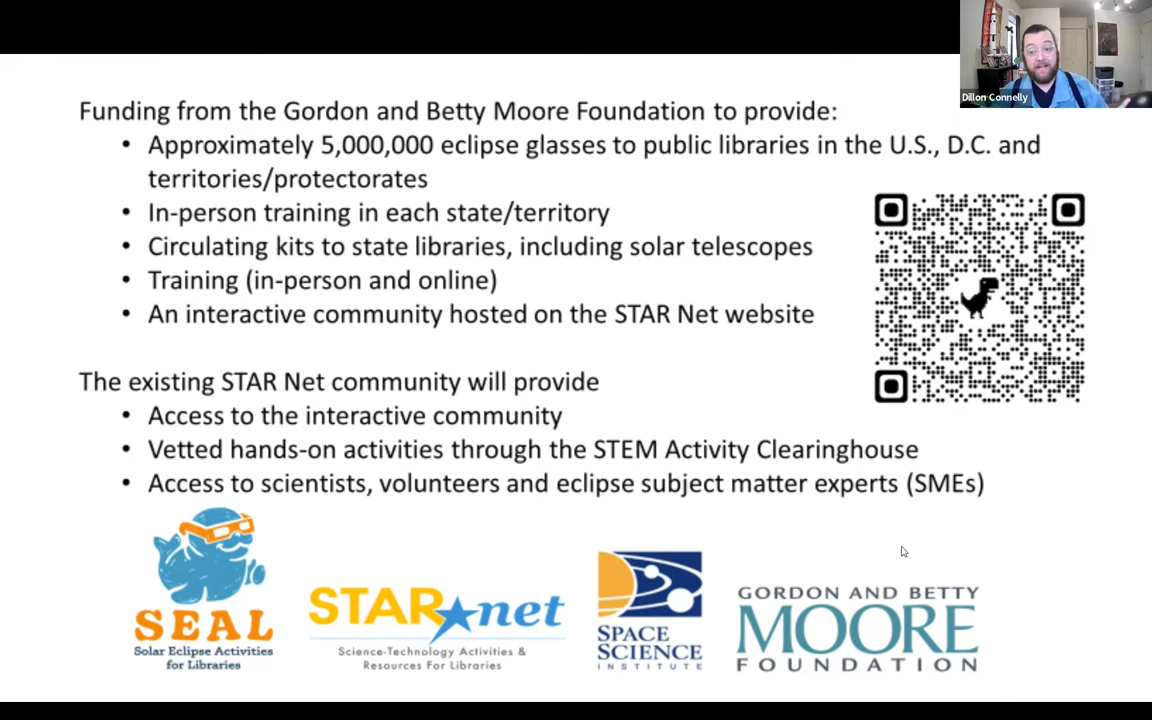 Dillon Connelly
Funding from the Gordon and Betty Moore Foundation to provide:
• Approximately 5,000,000 eclipse glasses to public libraries in the U.S., D.C. and
territories/protectorates
• In-person training in each state/territory
• Circulating kits to state libraries, including solar telescopes
• Training (in-person and online)
• An interactive community hosted on the STAR Net website
The existing STAR Net community will provide
• Access to the interactive community
• Vetted hands-on activities through the STEM Activity Clearinghouse
• Access to scientists, volunteers and eclipse subject matter experts (SMEs)
SEAL
Solar Eclipse Activities
for Libraries
STAR net
Science-Technology Activities &
Resources For Libraries
SPACE
SCIENCE
INSTITUTE
GORDON AND BETTY
MOORE
FOUNDATION